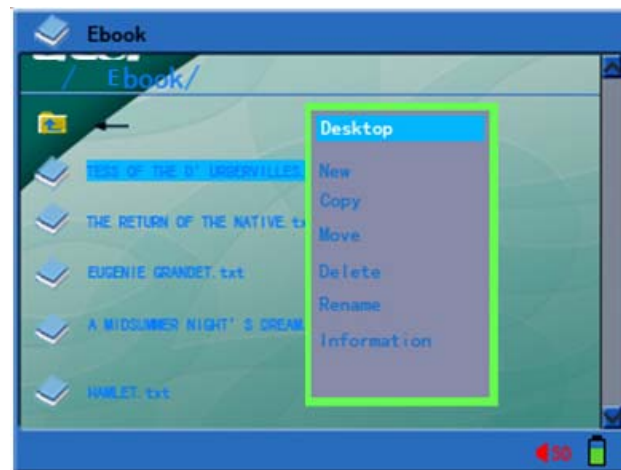 Ebook
/ Ebook/
TESS OF THE D' URBERVILLES.
THE RETURN OF THE NATIVE.tx
EUGENIE GRANDET.txt
A MIDSUMMER NIGHT' S DREAM.
HAMLET.txt
Desktop
New
Copy
Move
Delete
Rename
Information
30